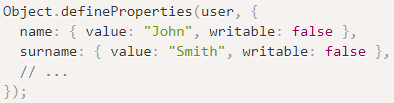 Object.defineProperties(user, {
  name: { value: "John", writable: false },
  surname: { value: "Smith", writable: false },
  // ...
});